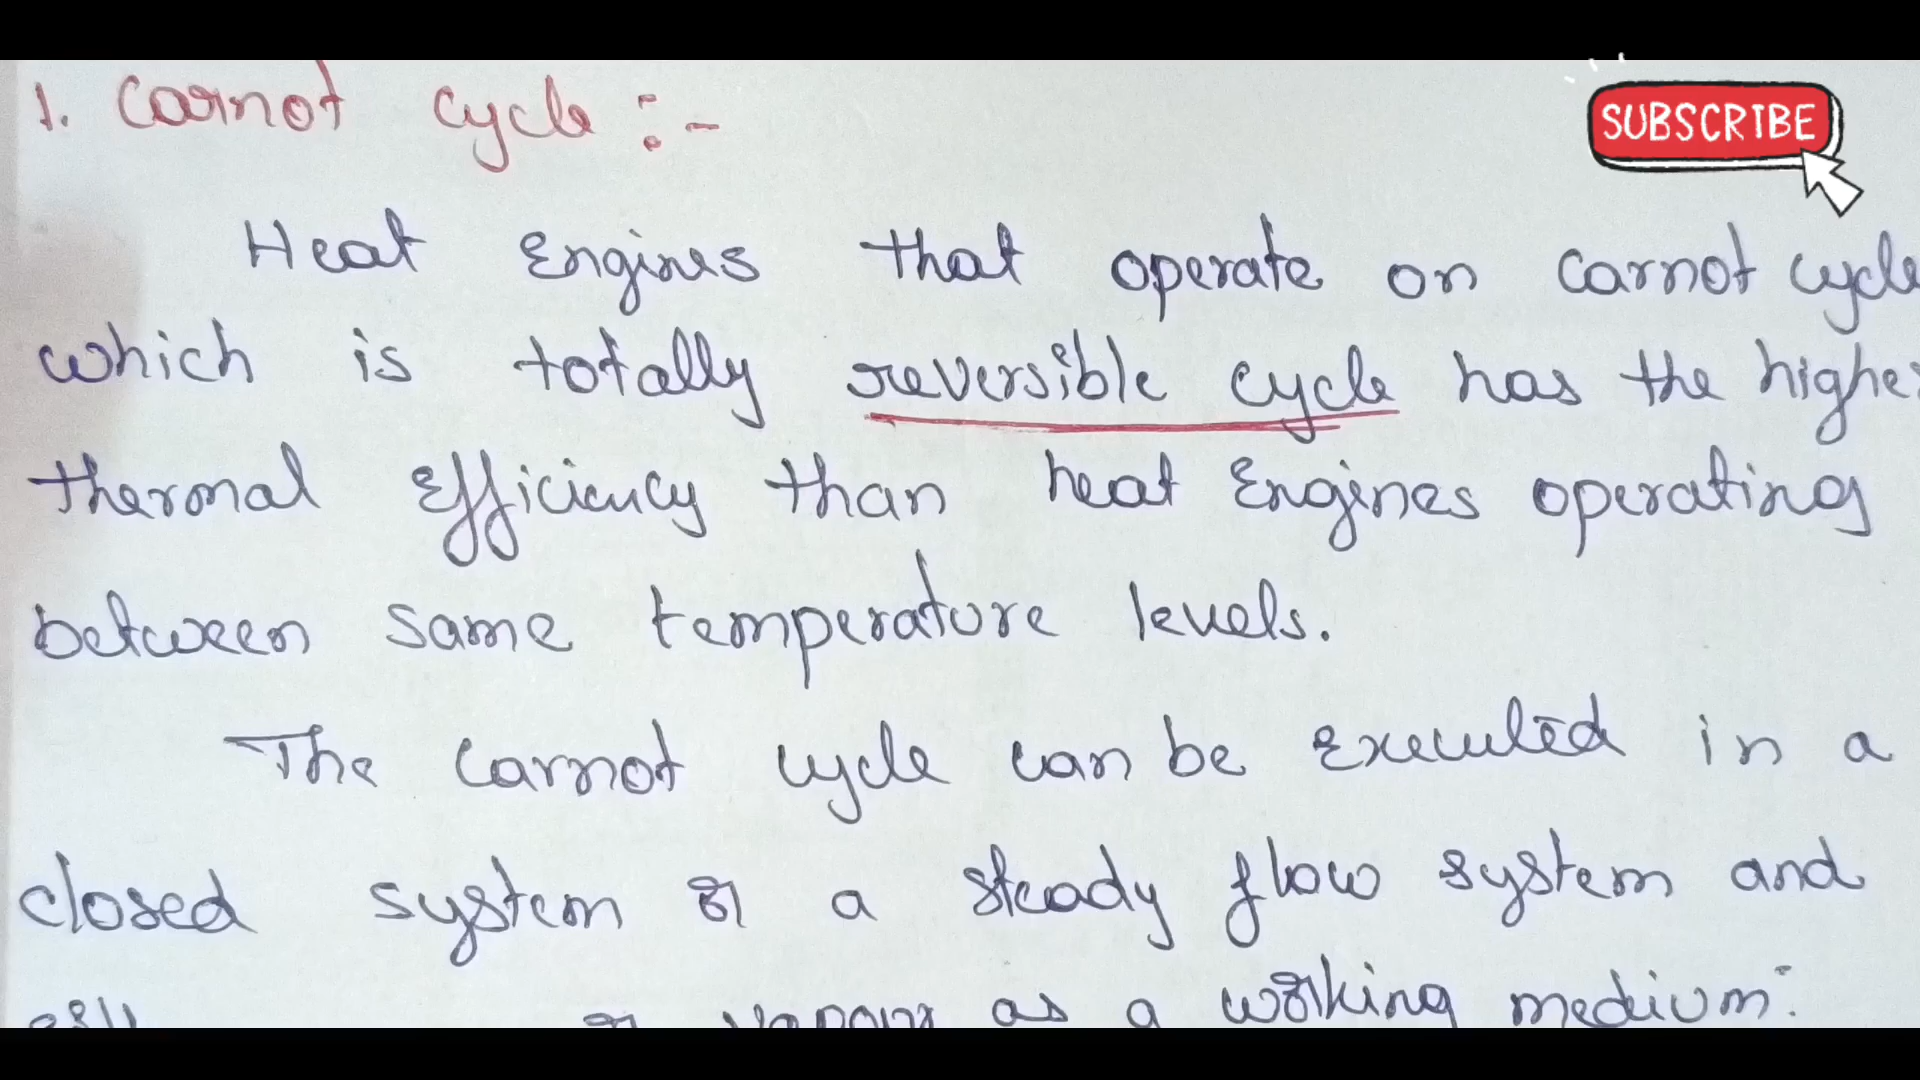 1. Carnot cycle :-
SUBSCRIBE
Heat Engines that operate on Carnot cycle
which is totally reversible cycle has the highe
thermal Efficiency than heat Engines operating
between same temperature levels.
The Carnot cycle can be Executed in a
closed system or a steady flow system and
or vapour as a working medium.